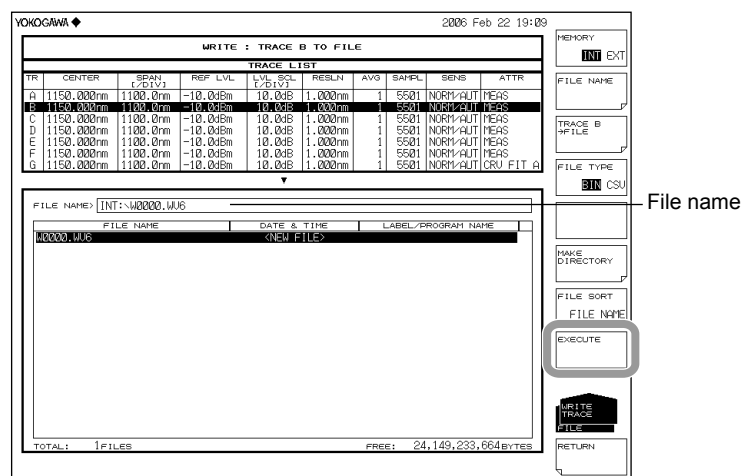 YOKOGAWA ◆ 2006 Feb 22 19:09
WRITE : TRACE B TO FILE
TRACE LIST
TR CENTER SPAN [/DIV] REF LVL LVL SCL [/DIV] RESLN AVG SAMPL SENS ATTR
A 1150.000nm 1100.0nm -10.0dBm 10.0dB 1.000nm 1 5501 NORM/AUT MEAS
B 1150.000nm 1100.0nm -10.0dBm 10.0dB 1.000nm 1 5501 NORM/AUT MEAS
C 1150.000nm 1100.0nm -10.0dBm 10.0dB 1.000nm 1 5501 NORM/AUT MEAS
D 1150.000nm 1100.0nm -10.0dBm 10.0dB 1.000nm 1 5501 NORM/AUT MEAS
E 1150.000nm 1100.0nm -10.0dBm 10.0dB 1.000nm 1 5501 NORM/AUT MEAS
F 1150.000nm 1100.0nm -10.0dBm 10.0dB 1.000nm 1 5501 NORM/AUT MEAS
G 1150.000nm 1100.0nm -10.0dBm 10.0dB 1.000nm 1 5501 NORM/AUT CRV FIT A
▼
FILE NAME> INT:\W0000.WV6
FILE NAME DATE & TIME LABEL/PROGRAM NAME
W0000.WV6 <NEW FILE>
TOTAL: 1FILES FREE: 24,149,233,664BYTES
MEMORY
INT EXT
FILE NAME
TRACE B
→FILE
FILE TYPE
BIN CSV
MAKE
DIRECTORY
FILE SORT
FILE NAME
EXECUTE
WRITE
TRACE
FILE
RETURN
File name